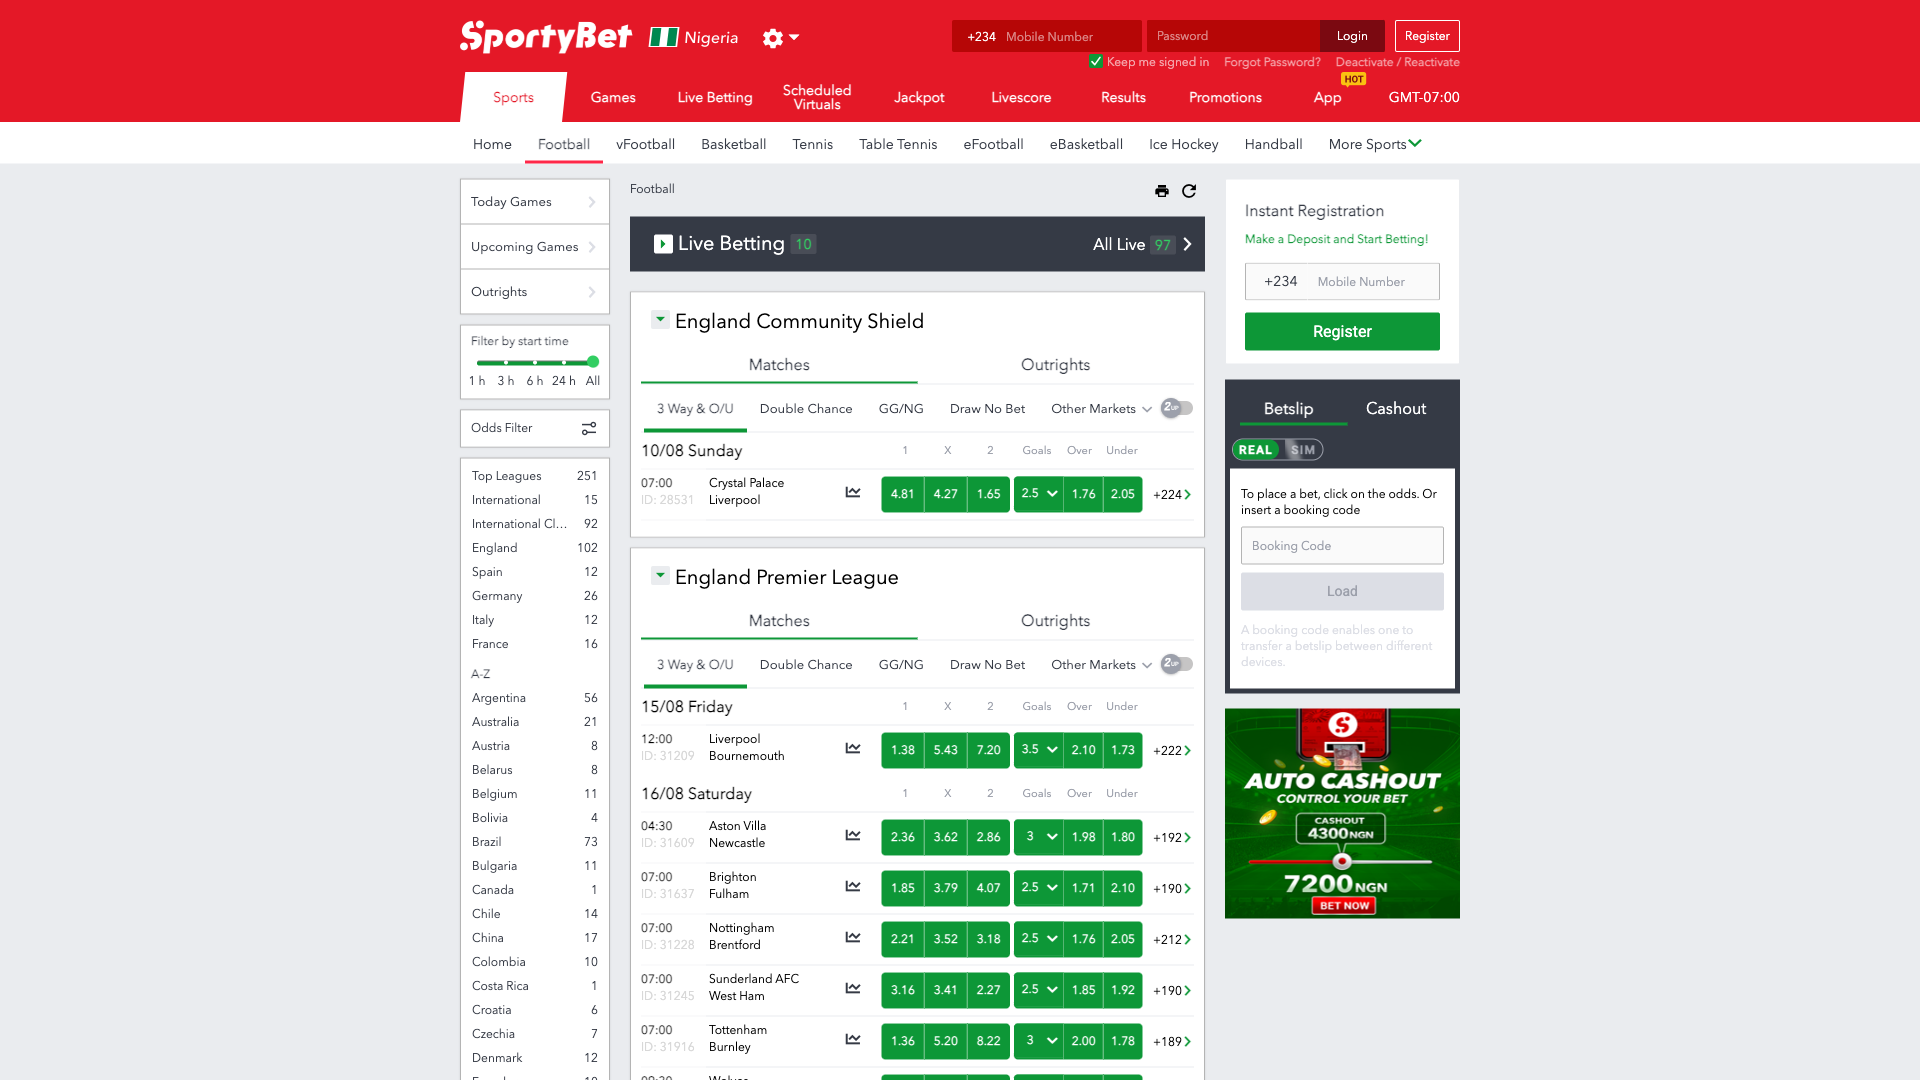 SportyBet
Nigeria
+234 Mobile Number
Password
Login
Register
Keep me signed in
Forgot Password?
Deactivate / Reactivate
Sports
Games
Live Betting
Scheduled
Virtuals
Jackpot
Livescore
Results
Promotions
App
HOT
GMT-07:00
Home
Football
vFootball
Basketball
Tennis
Table Tennis
eFootball
eBasketball
Ice Hockey
Handball
More Sports
Today Games
Upcoming Games
Outrights
Filter by start time
1 h 3 h 6 h 24 h All
Odds Filter
Top Leagues 251
International 15
International Cl... 92
England 102
Spain 12
Germany 26
Italy 12
France 16
A-Z
Argentina 56
Australia 21
Austria 8
Belarus 8
Belgium 11
Bolivia 4
Brazil 73
Bulgaria 11
Canada 1
Chile 14
China 17
Colombia 10
Costa Rica 1
Croatia 6
Czechia 7
Denmark 12
Football
Live Betting 10
All Live 97
England Community Shield
Matches
Outrights
3 Way & O/U Double Chance GG/NG Draw No Bet Other Markets 2UP
10/08 Sunday 1 X 2 Goals Over Under
07:00 Crystal Palace
ID: 28531 Liverpool
4.81 4.27 1.65 2.5 1.76 2.05 +224
England Premier League
Matches
Outrights
3 Way & O/U Double Chance GG/NG Draw No Bet Other Markets 2UP
15/08 Friday 1 X 2 Goals Over Under
12:00 Liverpool
ID: 31209 Bournemouth
1.38 5.43 7.20 3.5 2.10 1.73 +222
16/08 Saturday 1 X 2 Goals Over Under
04:30 Aston Villa
ID: 31609 Newcastle
2.36 3.62 2.86 3 1.98 1.80 +192
07:00 Brighton
ID: 31637 Fulham
1.85 3.79 4.07 2.5 1.71 2.10 +190
07:00 Nottingham
ID: 31228 Brentford
2.21 3.52 3.18 2.5 1.76 2.05 +212
07:00 Sunderland AFC
ID: 31245 West Ham
3.16 3.41 2.27 2.5 1.85 1.92 +190
07:00 Tottenham
ID: 31916 Burnley
1.36 5.20 8.22 3 2.00 1.78 +189
Instant Registration
Make a Deposit and Start Betting!
+234 Mobile Number
Register
Betslip
Cashout
REAL SIM
To place a bet, click on the odds. Or
insert a booking code
Booking Code
Load
A booking code enables one to
transfer a betslip between different
devices.
AUTO CASHOUT
CONTROL YOUR BET
CASHOUT
4300NGN
7200NGN
BET NOW